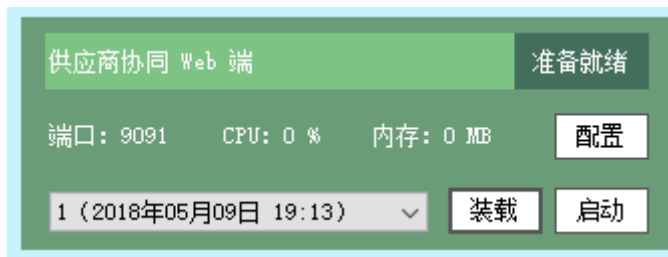 供应商协同 Web 端 准备就绪
端口: 9091 CPU: 0 % 内存: 0 MB 配置
1 (2018年05月09日 19:13) 装载 启动